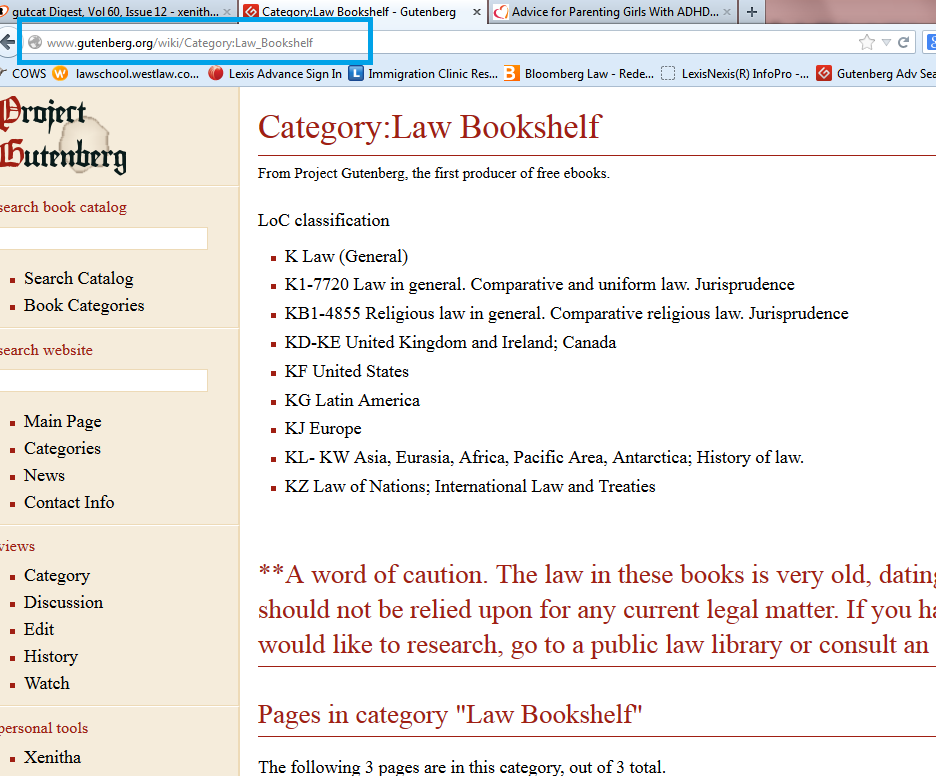 gutcat Digest, Vol 60, Issue 12 - xenith...
Category:Law Bookshelf - Gutenberg
Advice for Parenting Girls With ADHD...
www.gutenberg.org/wiki/Category:Law_Bookshelf
COWS lawschool.westlaw.co... Lexis Advance Sign In Immigration Clinic Res... Bloomberg Law - Rede... LexisNexis(R) InfoPro -... Gutenberg Adv Sea
Project
Gutenberg
search book catalog
Search Catalog
Book Categories
search website
Main Page
Categories
News
Contact Info
views
Category
Discussion
Edit
History
Watch
personal tools
Xenitha
Category:Law Bookshelf
From Project Gutenberg, the first producer of free ebooks.
LoC classification
K Law (General)
K1-7720 Law in general. Comparative and uniform law. Jurisprudence
KB1-4855 Religious law in general. Comparative religious law. Jurisprudence
KD-KE United Kingdom and Ireland; Canada
KF United States
KG Latin America
KJ Europe
KL- KW Asia, Eurasia, Africa, Pacific Area, Antarctica; History of law.
KZ Law of Nations; International Law and Treaties
**A word of caution. The law in these books is very old, dating
should not be relied upon for any current legal matter. If you ha
would like to research, go to a public law library or consult an
Pages in category "Law Bookshelf"
The following 3 pages are in this category, out of 3 total.